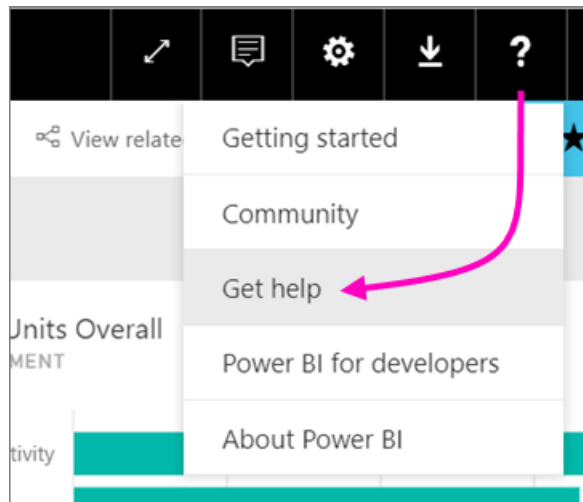 ?
View relate
Getting started
Community
Get help
Units Overall
MENT
Power BI for developers
About Power BI
tivity